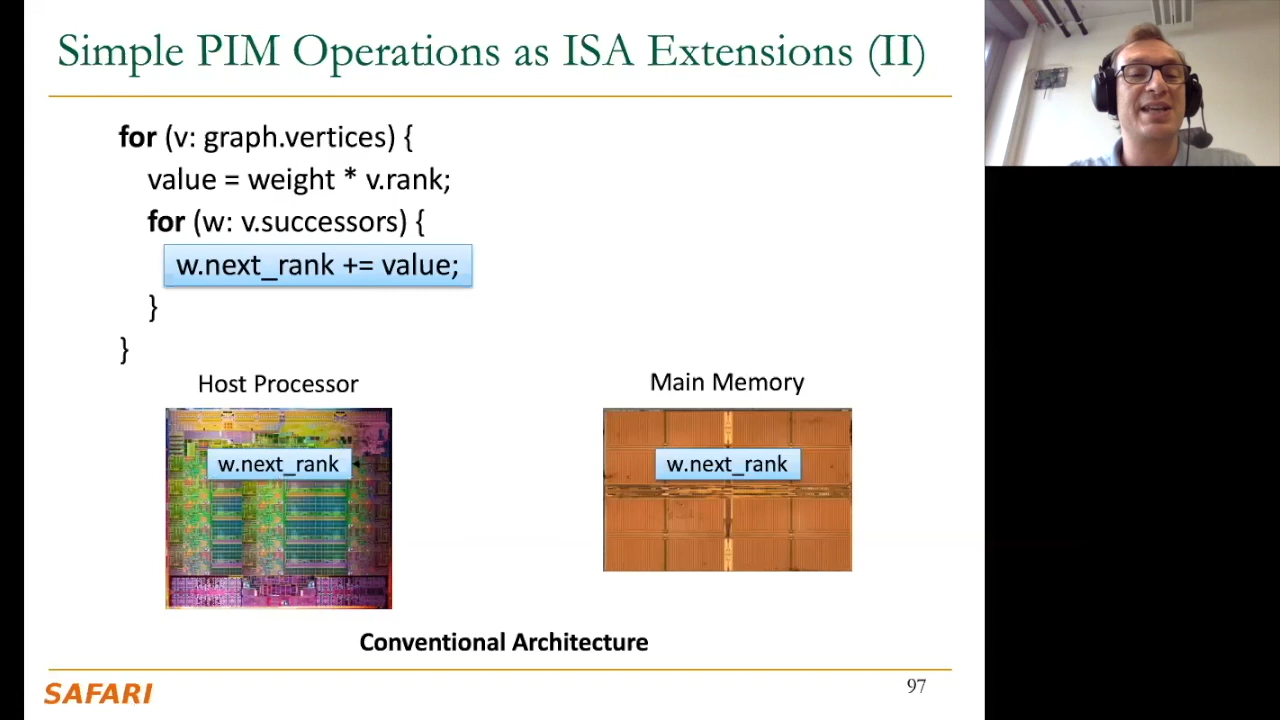 Simple PIM Operations as ISA Extensions (II)
for (v: graph.vertices) {
value = weight * v.rank;
for (w: v.successors) {
w.next_rank += value;
}
}
Host Processor
Main Memory
w.next_rank
w.next_rank
Conventional Architecture
SAFARI
97